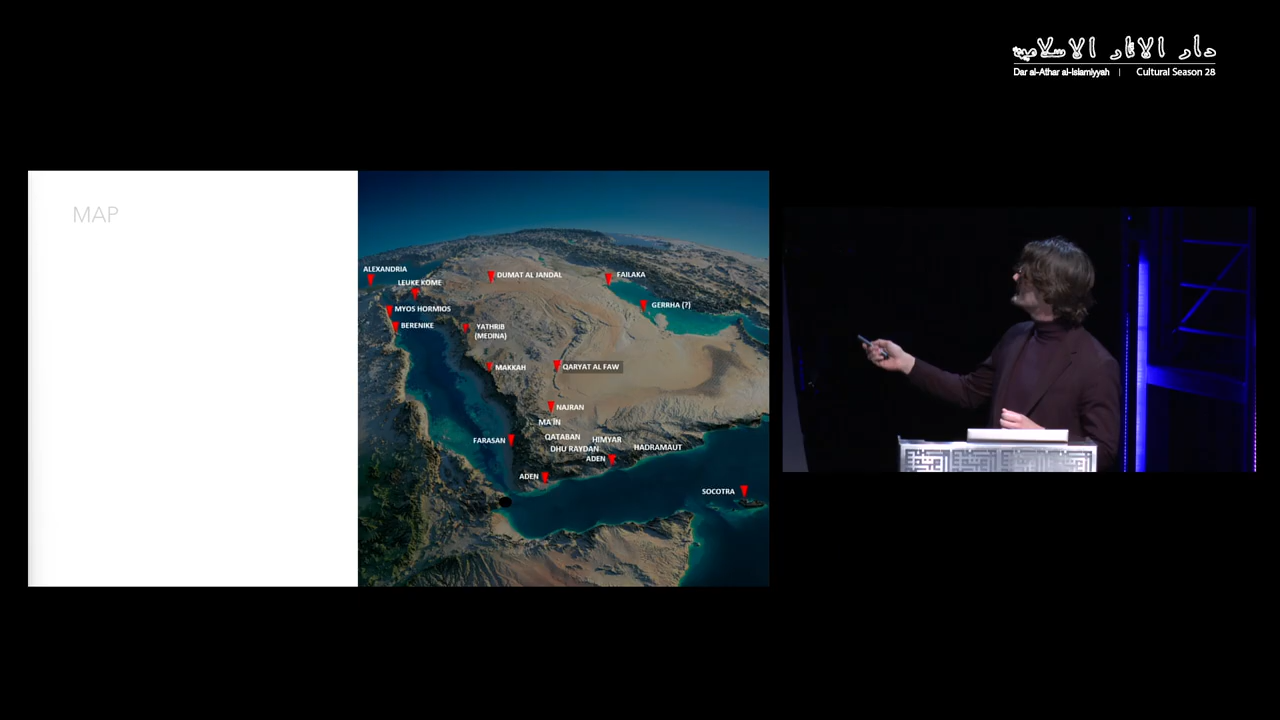 دار الآثار الإسلامية
Dar al-Athar al-Islamiyyah | Cultural Season 28
MAP
ALEXANDRIA
LEUKE KOME
MYOS HORMIOS
BERENIKE
DUMAT AL JANDAL
FAILAKA
GERRHA (?)
YATHRIB
(MEDINA)
MAKKAH
QARYAT AL FAW
NAJRAN
MA'IN
QATABAN
HIMYAR
FARASAN
DHU RAYDAN
HADRAMAUT
ADEN
ADEN
SOCOTRA